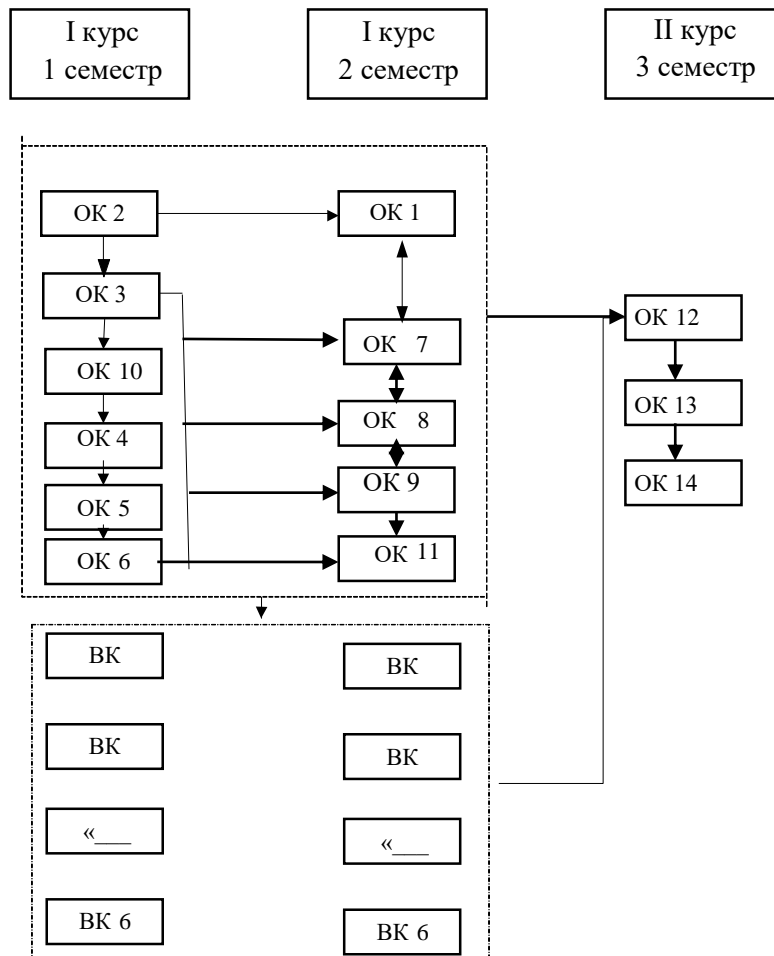 І курс
1 семестр
І курс
2 семестр
ІІ курс
3 семестр
ОК 2
ОК 1
ОК 3
ОК 7
ОК 12
ОК 10
ОК 8
ОК 13
ОК 4
ОК 9
ОК 14
ОК 5
ОК 6
ОК 11
ВК
ВК
ВК
ВК
«___
«___
ВК 6
ВК 6